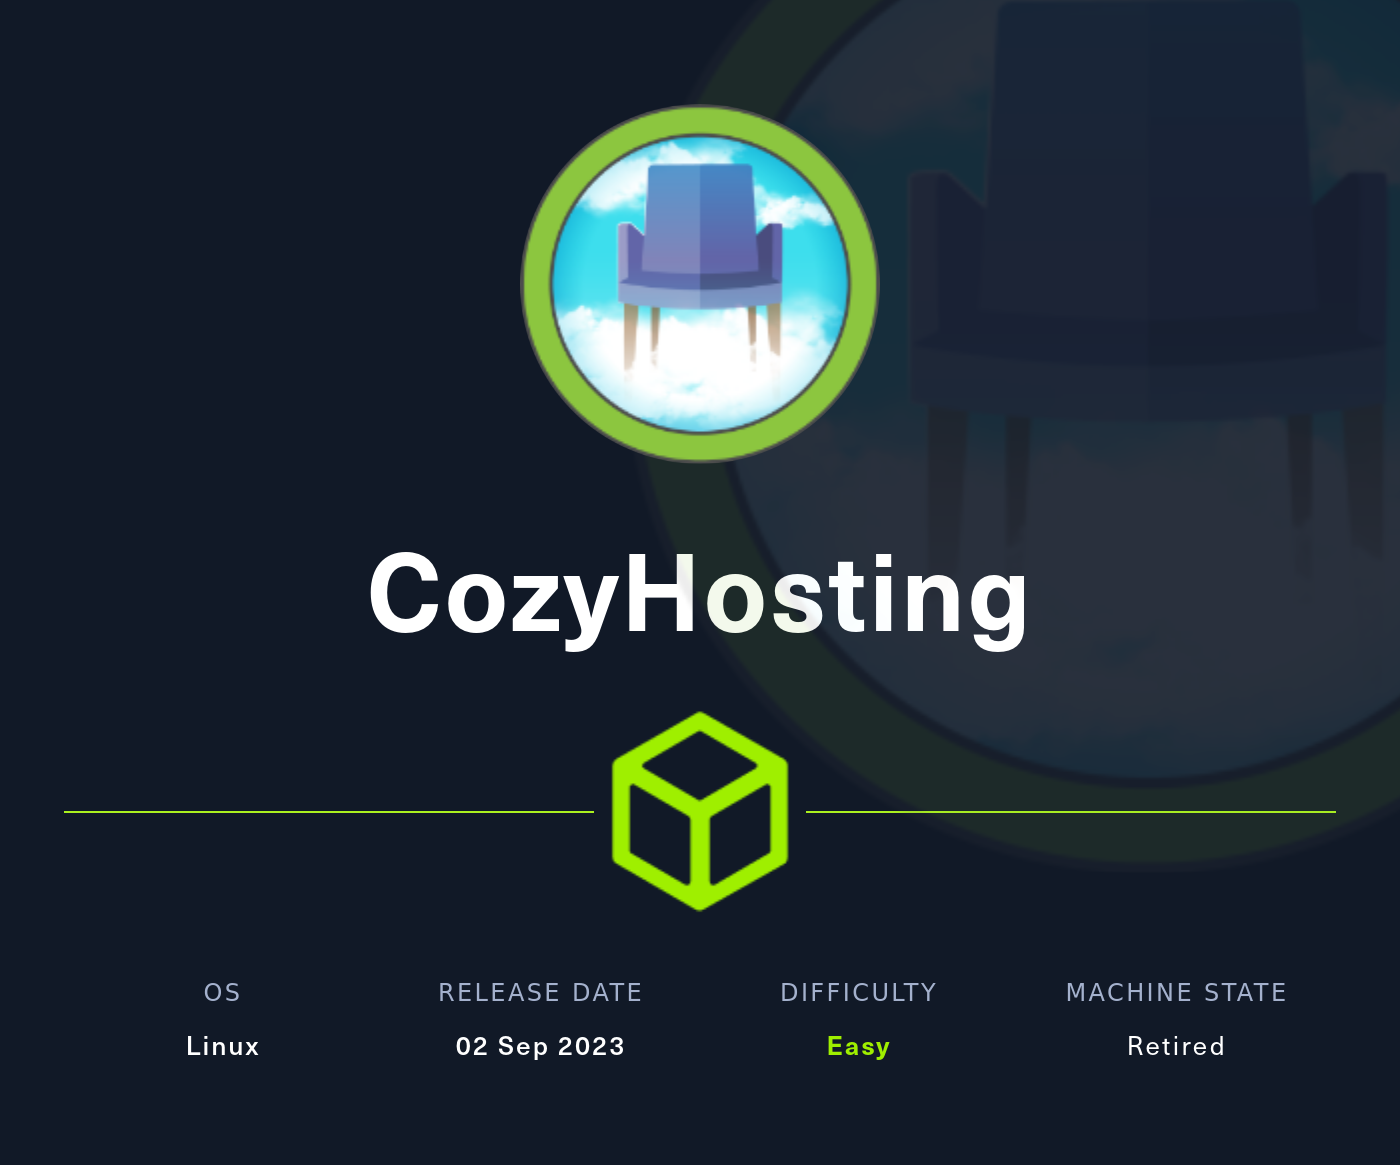 CozyHosting
OS RELEASE DATE DIFFICULTY MACHINE STATE
Linux 02 Sep 2023 Easy Retired